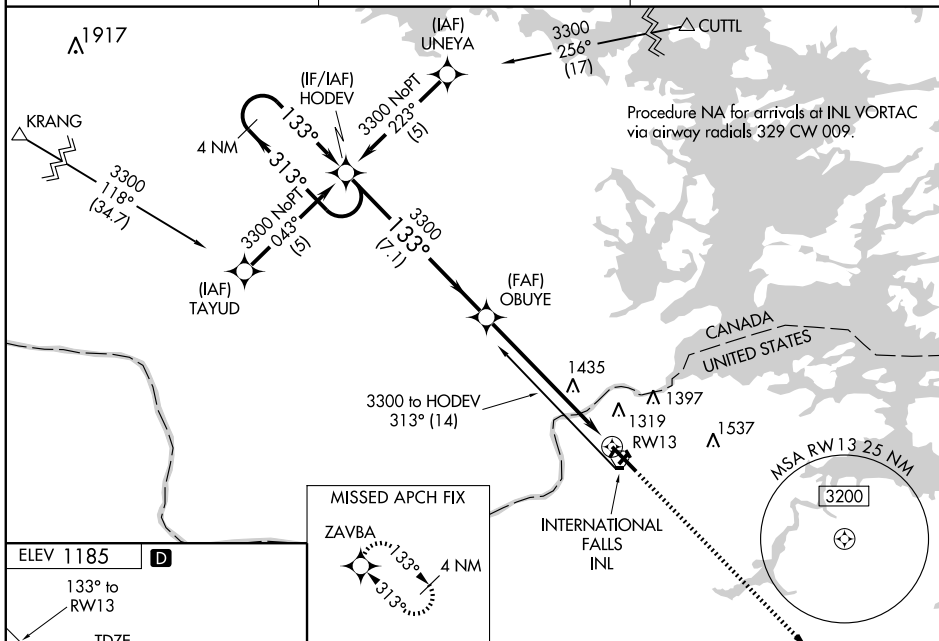 1917
KRANG
3300
118°
(34.7)
(IAF)
UNEYA
3300
256°
(17)
CUTTL
(IF/IAF)
HODEV
133°
313°
4 NM
3300 NoPT
223°
(5)
Procedure NA for arrivals at INL VORTAC
via airway radials 329 CW 009.
3300 NoPT
043°
(5)
(IAF)
TAYUD
3300
133°
(7.1)
(FAF)
OBUYE
CANADA
UNITED STATES
1435
1397
1319
RW13
1537
3300 to HODEV
313° (14)
INTERNATIONAL
FALLS
INL
MSA RW13 25 NM
3200
MISSED APCH FIX
ZAVBA
133°
313°
4 NM
ELEV 1185
D
133° to
RW13
TDZE